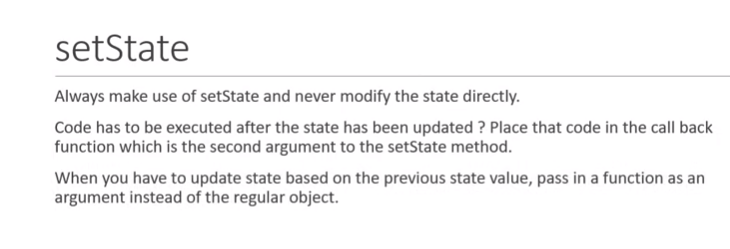 setState
Always make use of setState and never modify the state directly.
Code has to be executed after the state has been updated ? Place that code in the call back
function which is the second argument to the setState method.
When you have to update state based on the previous state value, pass in a function as an
argument instead of the regular object.